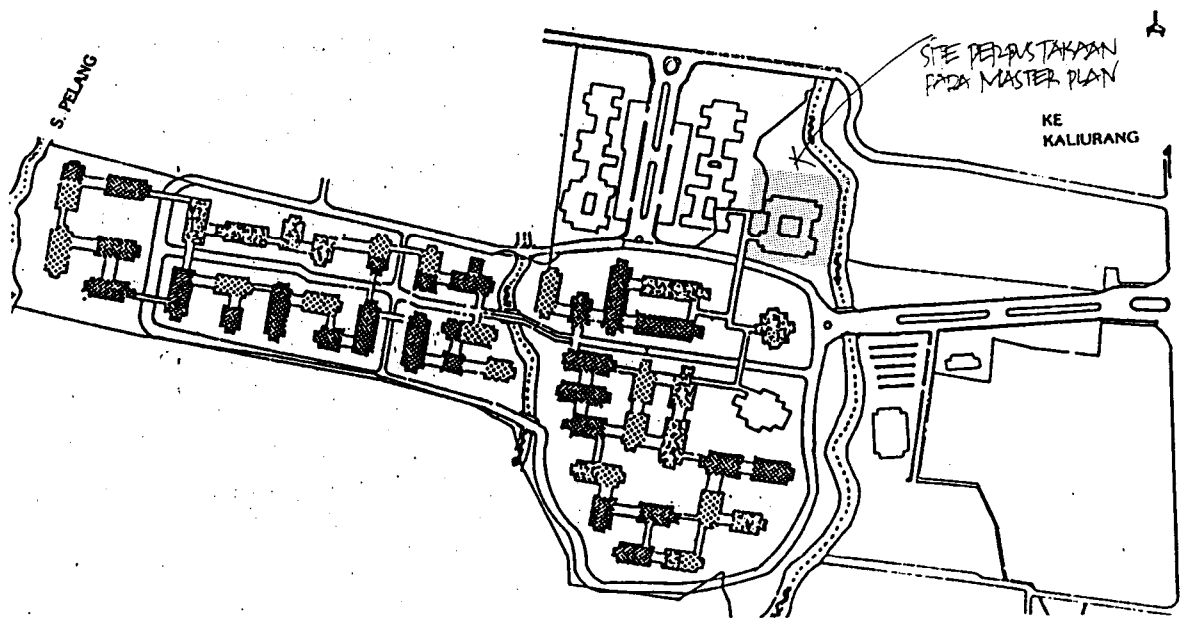 S. PELANG
SITE PERPUSTAKAAN
PADA MASTER PLAN
KE
KALIURANG